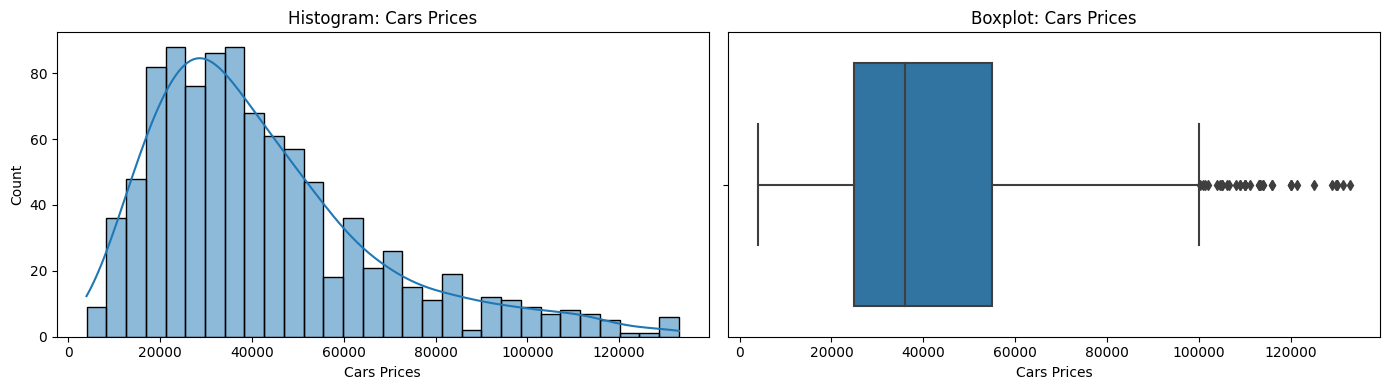 Histogram: Cars Prices
Count
80
60
40
20
0
0 20000 40000 60000 80000 100000 120000
Cars Prices
Boxplot: Cars Prices
0 20000 40000 60000 80000 100000 120000
Cars Prices